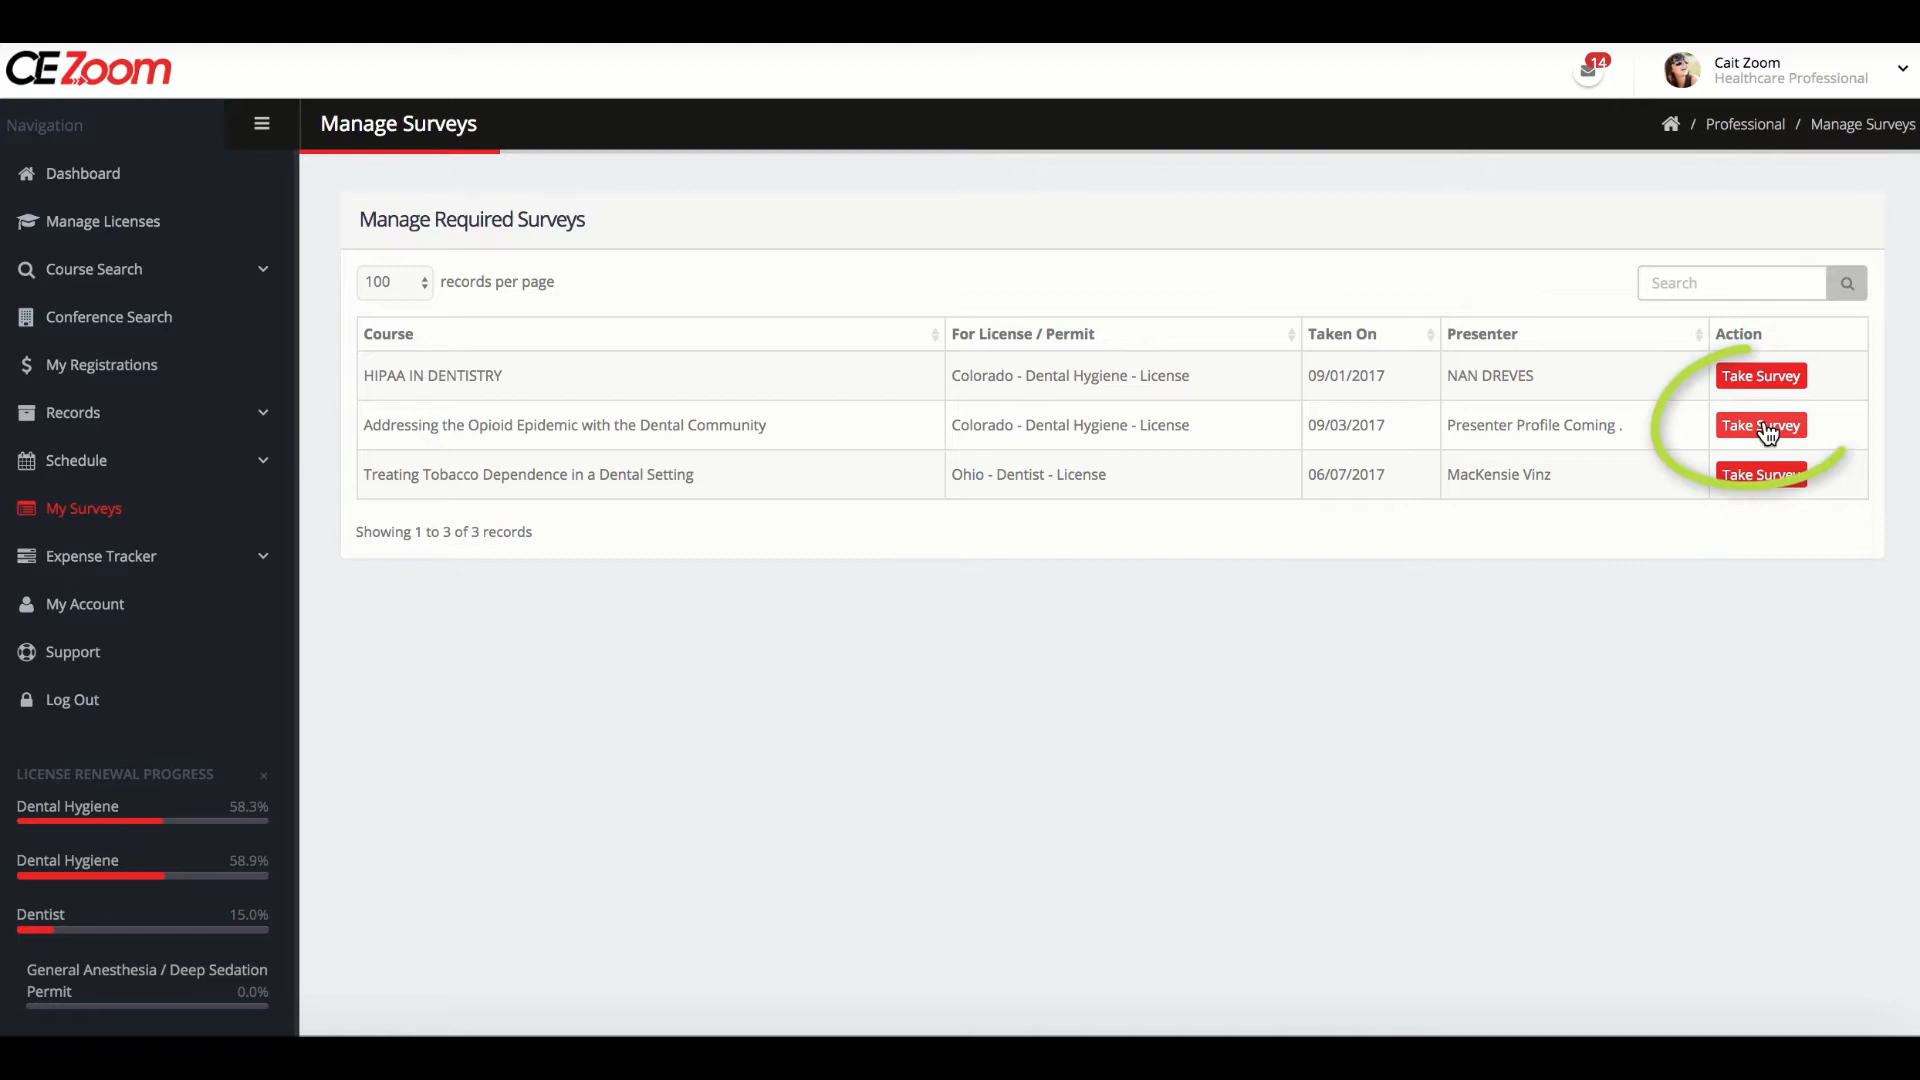 CE Zoom
14
Cait Zoom
Healthcare Professional
Navigation
Manage Surveys
/ Professional / Manage Surveys
Dashboard
Manage Licenses
Course Search
Conference Search
My Registrations
Records
Schedule
My Surveys
Expense Tracker
My Account
Support
Log Out
LICENSE RENEWAL PROGRESS ×
Dental Hygiene 58.3%
Dental Hygiene 58.9%
Dentist 15.0%
General Anesthesia / Deep Sedation
Permit 0.0%
Manage Required Surveys
100 records per page
Search
Course For License / Permit Taken On Presenter Action
HIPAA IN DENTISTRY Colorado - Dental Hygiene - License 09/01/2017 NAN DREVES Take Survey
Addressing the Opioid Epidemic with the Dental Community Colorado - Dental Hygiene - License 09/03/2017 Presenter Profile Coming . Take Survey
Treating Tobacco Dependence in a Dental Setting Ohio - Dentist - License 06/07/2017 MacKensie Vinz Take Survey
Showing 1 to 3 of 3 records